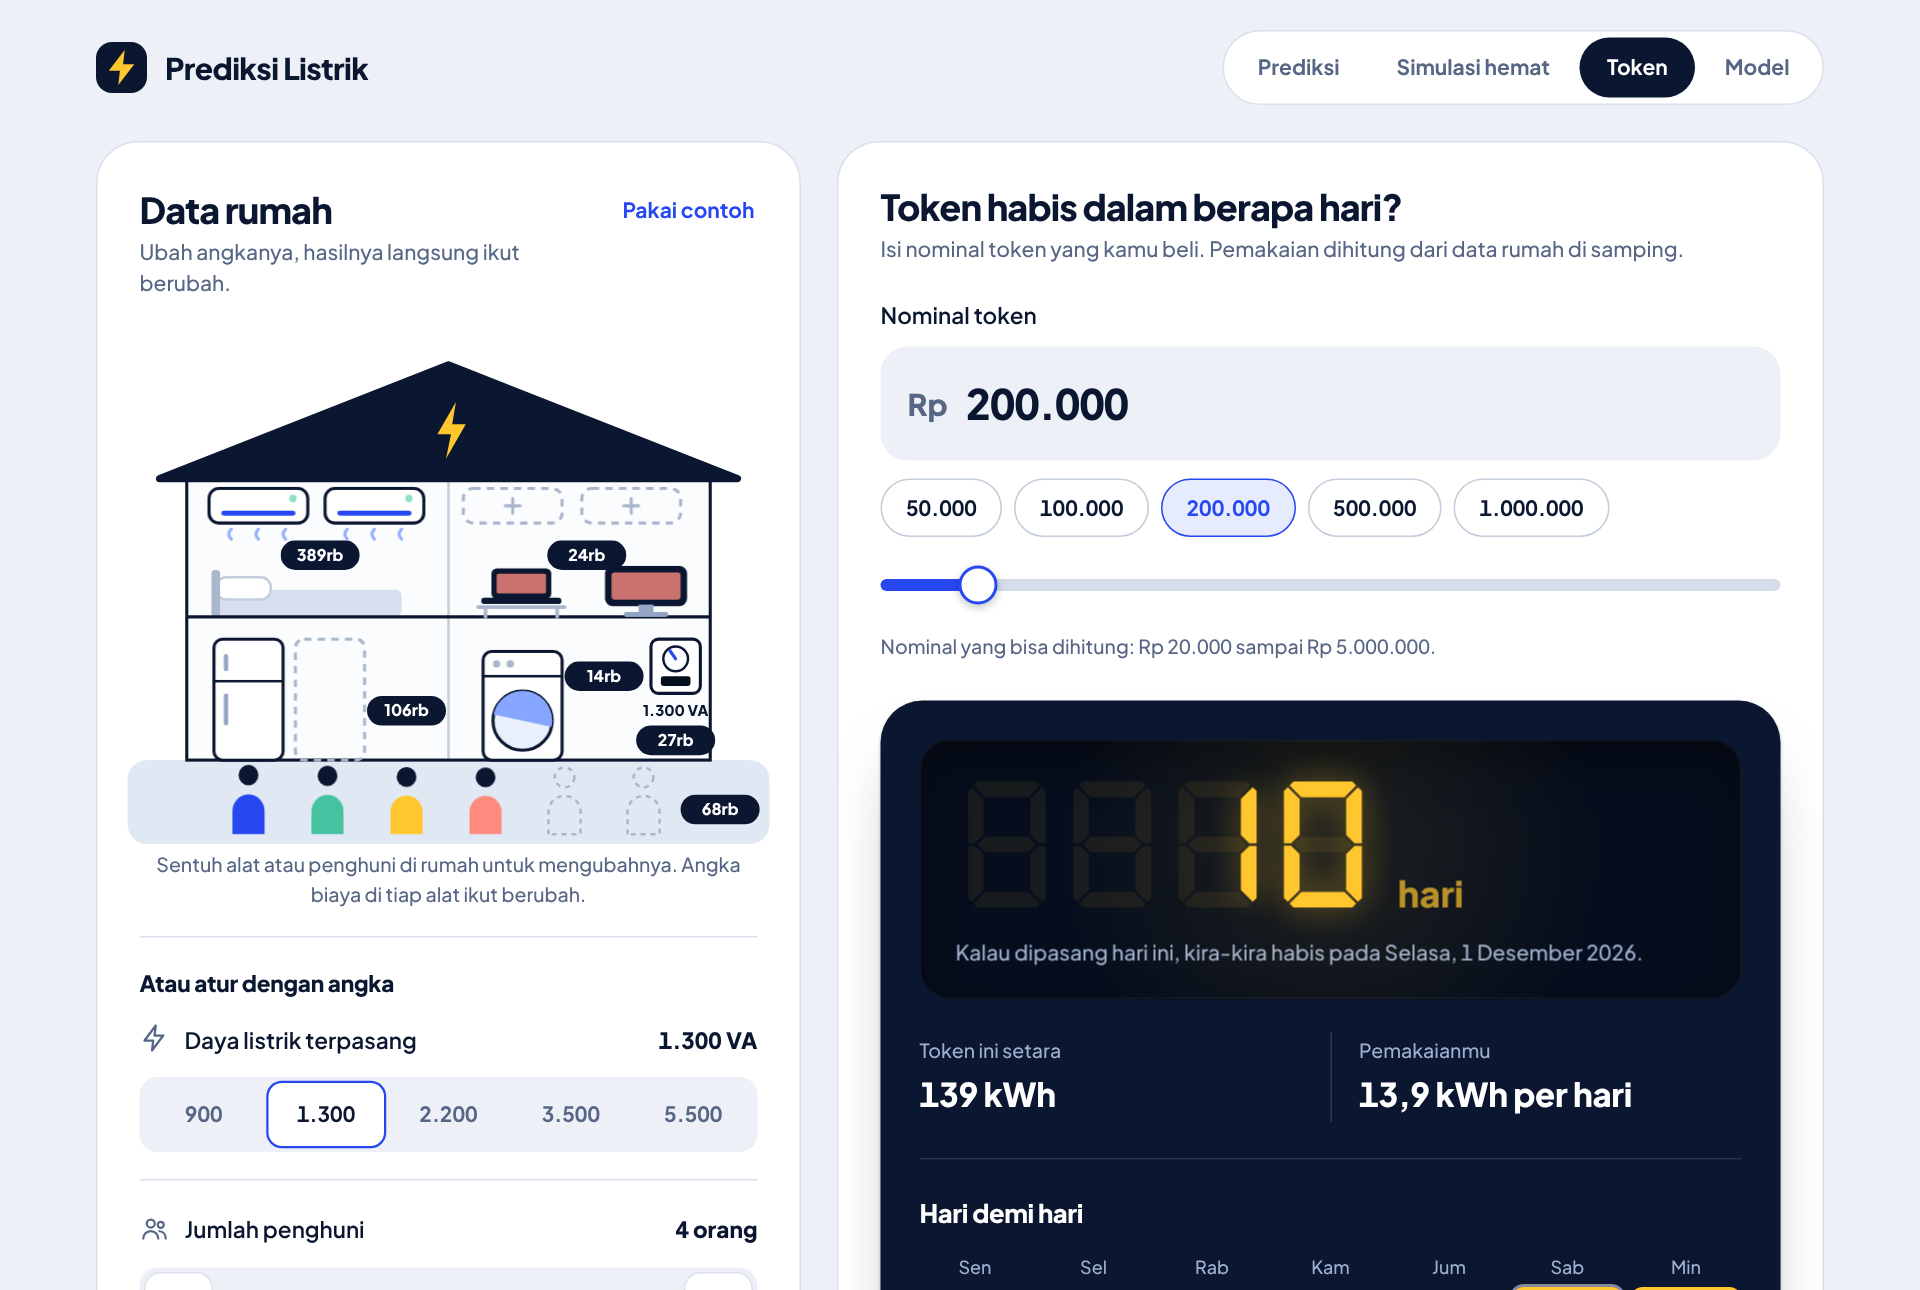 Prediksi Listrik
Prediksi
Simulasi hemat
Token
Model
Data rumah
Pakai contoh
Ubah angkanya, hasilnya langsung ikut
berubah.
389rb
24rb
106rb
14rb
1.300 VA
27rb
68rb
Sentuh alat atau penghuni di rumah untuk mengubahnya. Angka
biaya di tiap alat ikut berubah.
Atau atur dengan angka
Daya listrik terpasang
1.300 VA
900
1.300
2.200
3.500
5.500
Jumlah penghuni
4 orang
Token habis dalam berapa hari?
Isi nominal token yang kamu beli. Pemakaian dihitung dari data rumah di samping.
Nominal token
Rp 200.000
50.000
100.000
200.000
500.000
1.000.000
Nominal yang bisa dihitung: Rp 20.000 sampai Rp 5.000.000.
10 hari
Kalau dipasang hari ini, kira-kira habis pada Selasa, 1 Desember 2026.
Token ini setara
139 kWh
Pemakaianmu
13,9 kWh per hari
Hari demi hari
Sen
Sel
Rab
Kam
Jum
Sab
Min